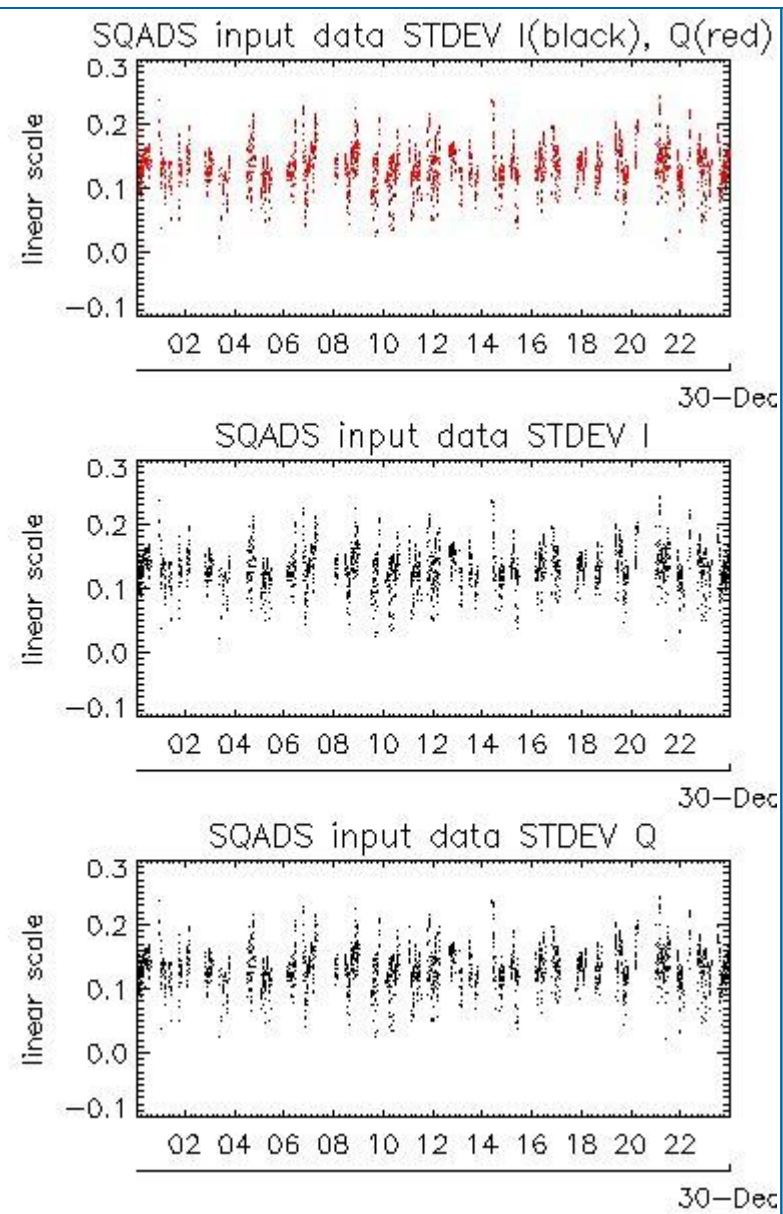 SQADS input data STDEV I(black), Q(red)
0.3
0.2
0.1
0.0
-0.1
linear scale
02 04 06 08 10 12 14 16 18 20 22
30-Dec
SQADS input data STDEV I
0.3
0.2
0.1
0.0
-0.1
linear scale
02 04 06 08 10 12 14 16 18 20 22
30-Dec
SQADS input data STDEV Q
0.3
0.2
0.1
0.0
-0.1
linear scale
02 04 06 08 10 12 14 16 18 20 22
30-Dec